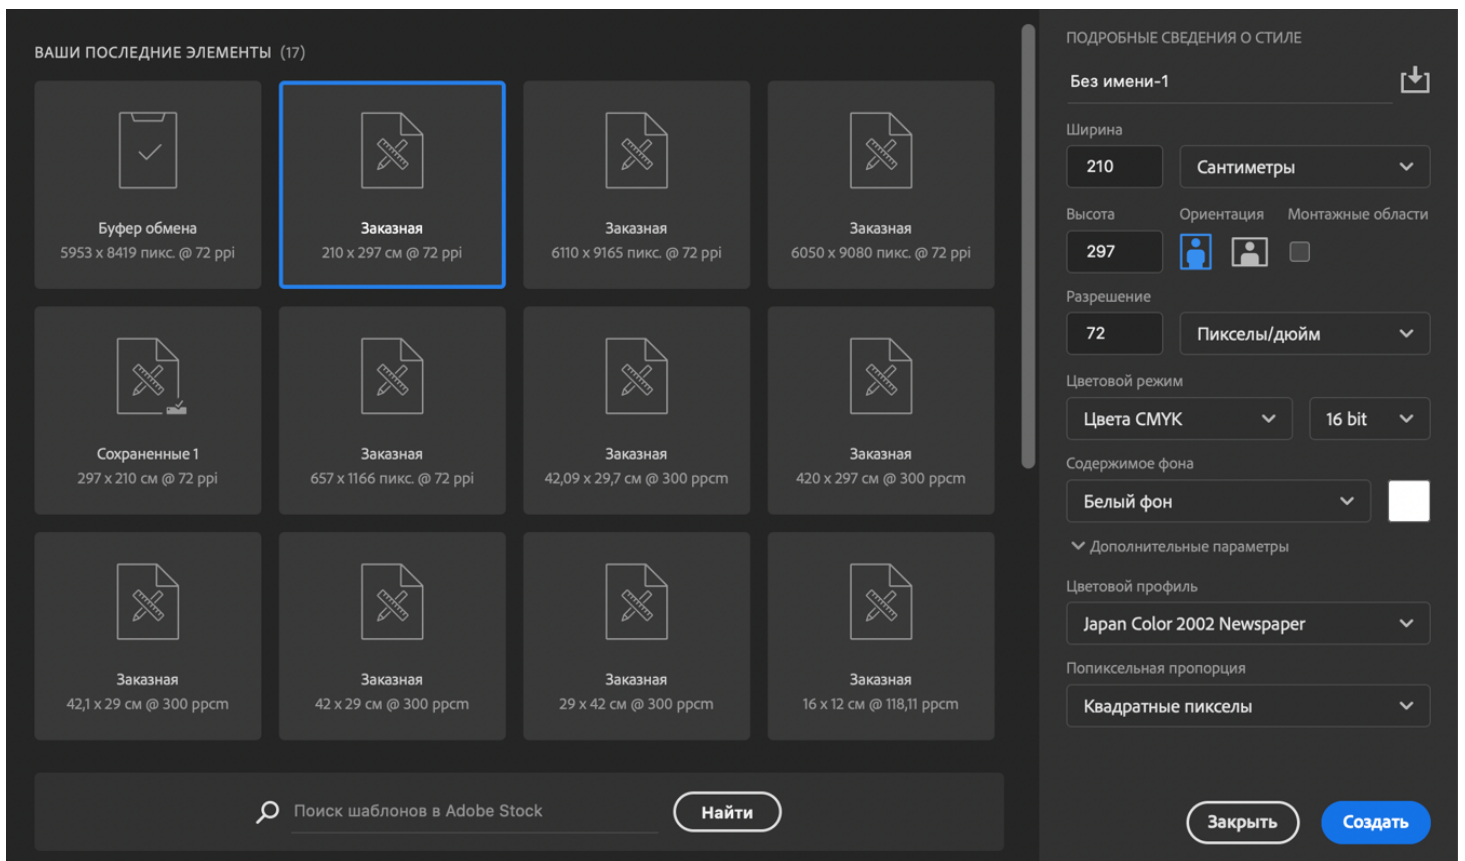 ВАШИ ПОСЛЕДНИЕ ЭЛЕМЕНТЫ (17)
Буфер обмена
5953 x 8419 пикс. @ 72 ppi
Заказная
210 x 297 см @ 72 ppi
Заказная
6110 x 9165 пикс. @ 72 ppi
Заказная
6050 x 9080 пикс. @ 72 ppi
Сохраненные 1
297 x 210 см @ 72 ppi
Заказная
657 x 1166 пикс. @ 72 ppi
Заказная
42,09 x 29,7 см @ 300 ppcm
Заказная
420 x 297 см @ 300 ppcm
Заказная
42,1 x 29 см @ 300 ppcm
Заказная
42 x 29 см @ 300 ppcm
Заказная
29 x 42 см @ 300 ppcm
Заказная
16 x 12 см @ 118,11 ppcm
Поиск шаблонов в Adobe Stock
Найти
ПОДРОБНЫЕ СВЕДЕНИЯ О СТИЛЕ
Без имени-1
Ширина
210 Сантиметры
Высота Ориентация Монтажные области
297
Разрешение
72 Пикселы/дюйм
Цветовой режим
Цвета CMYK 16 bit
Содержимое фона
Белый фон
Дополнительные параметры
Цветовой профиль
Japan Color 2002 Newspaper
Попиксельная пропорция
Квадратные пикселы
Закрыть Создать